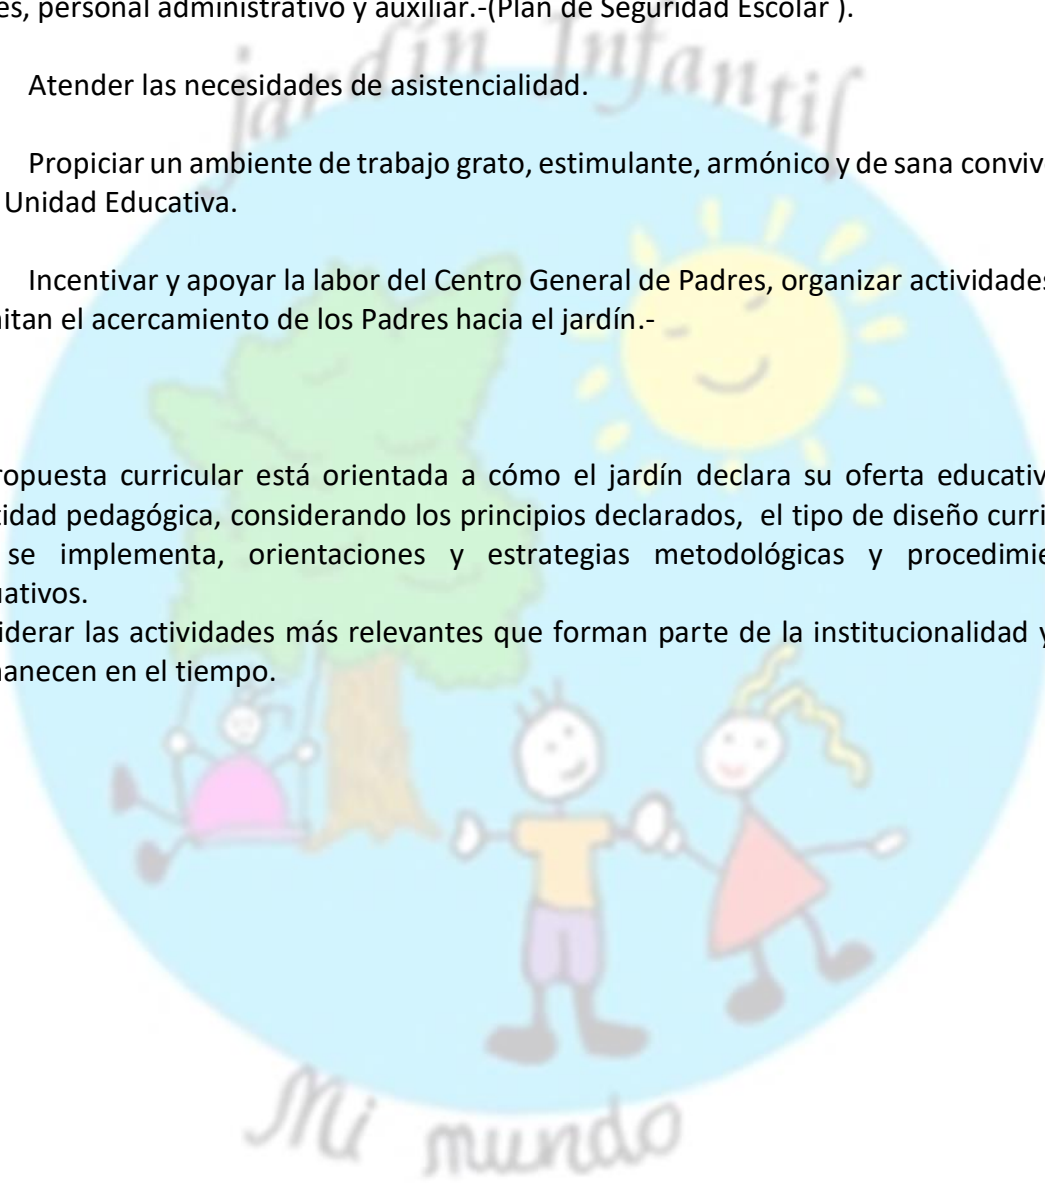 es, personal administrativo y auxiliar.-(Plan de Seguridad Escolar ).
jardín Infantil
Atender las necesidades de asistencialidad.
Propiciar un ambiente de trabajo grato, estimulante, armónico y de sana convive
Unidad Educativa.
Incentivar y apoyar la labor del Centro General de Padres, organizar actividades
itan el acercamiento de los Padres hacia el jardín.-
ropuesta curricular está orientada a cómo el jardín declara su oferta educativ
tidad pedagógica, considerando los principios declarados, el tipo de diseño curri
se implementa, orientaciones y estrategias metodológicas y procedimie
uativos.
iderar las actividades más relevantes que forman parte de la institucionalidad y
anecen en el tiempo.
Mi mundo